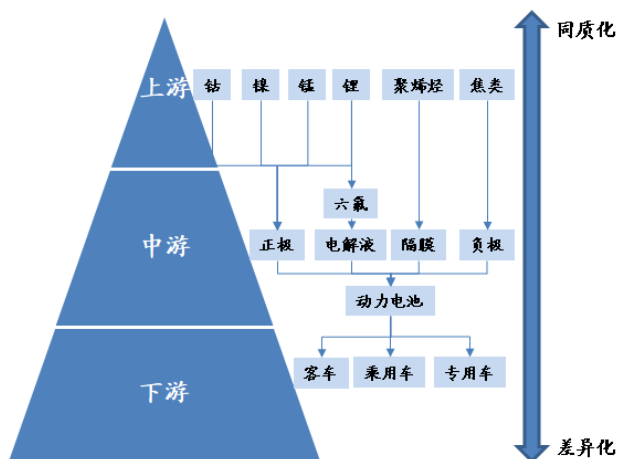 同质化
上游
钴
镍
锰
锂
聚烯烃
焦类
六氟
中游
正极
电解液
隔膜
负极
动力电池
下游
客车
乘用车
专用车
差异化